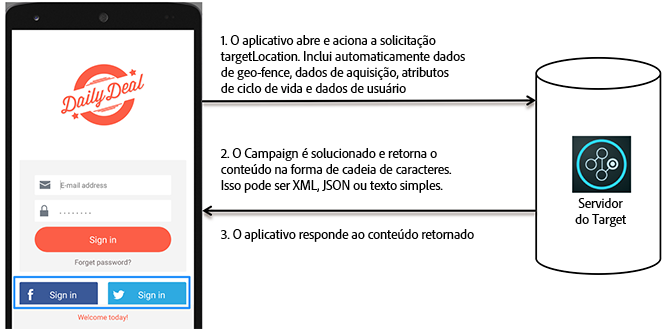 Daily Deal
E-mail address
Sign in
Forget password?
f Sign in
Sign in
Welcome today!
1. O aplicativo abre e aciona a solicitação
targetLocation. Inclui automaticamente dados
de geo-fence, dados de aquisição, atributos
de ciclo de vida e dados de usuário
2. O Campaign é solucionado e retorna o
conteúdo na forma de cadeia de caracteres.
Isso pode ser XML, JSON ou texto simples.
3. O aplicativo responde ao conteúdo retornado
Servidor
do Target